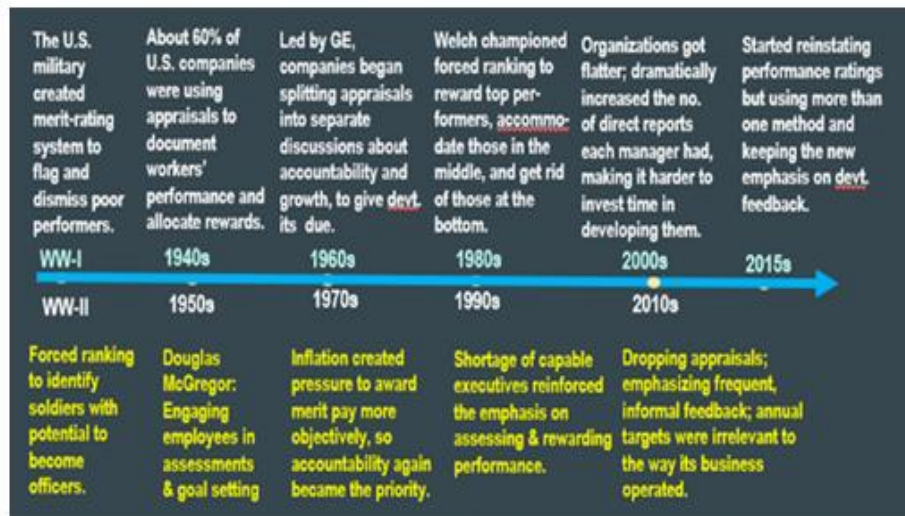 The U.S.
military
created
merit-rating
system to
flag and
dismiss poor
performers.
About 60% of
U.S. companies
were using
appraisals to
document
workers'
performance and
allocate rewards.
Led by GE,
companies began
splitting appraisals
into separate
discussions about
accountability and
growth, to give devt.
its due.
Welch championed
forced ranking to
reward top per-
formers, accommo-
date those in the
middle, and get rid
of those at the
bottom.
Organizations got
flatter; dramatically
increased the no.
of direct reports
each manager had,
making it harder to
invest time in
developing them.
Started reinstating
performance ratings
but using more than
one method and
keeping the new
emphasis on devt.
feedback.
WW-I
1940s
1960s
1980s
2000s
2015s
WW-II
1950s
1970s
1990s
2010s
Forced ranking
to identify
soldiers with
potential to
become
officers.
Douglas
McGregor:
Engaging
employees in
assessments
& goal setting
Inflation created
pressure to award
merit pay more
objectively, so
accountability again
became the priority.
Shortage of capable
executives reinforced
the emphasis on
assessing & rewarding
performance.
Dropping appraisals;
emphasizing frequent,
informal feedback; annual
targets were irrelevant to
the way its business
operated.